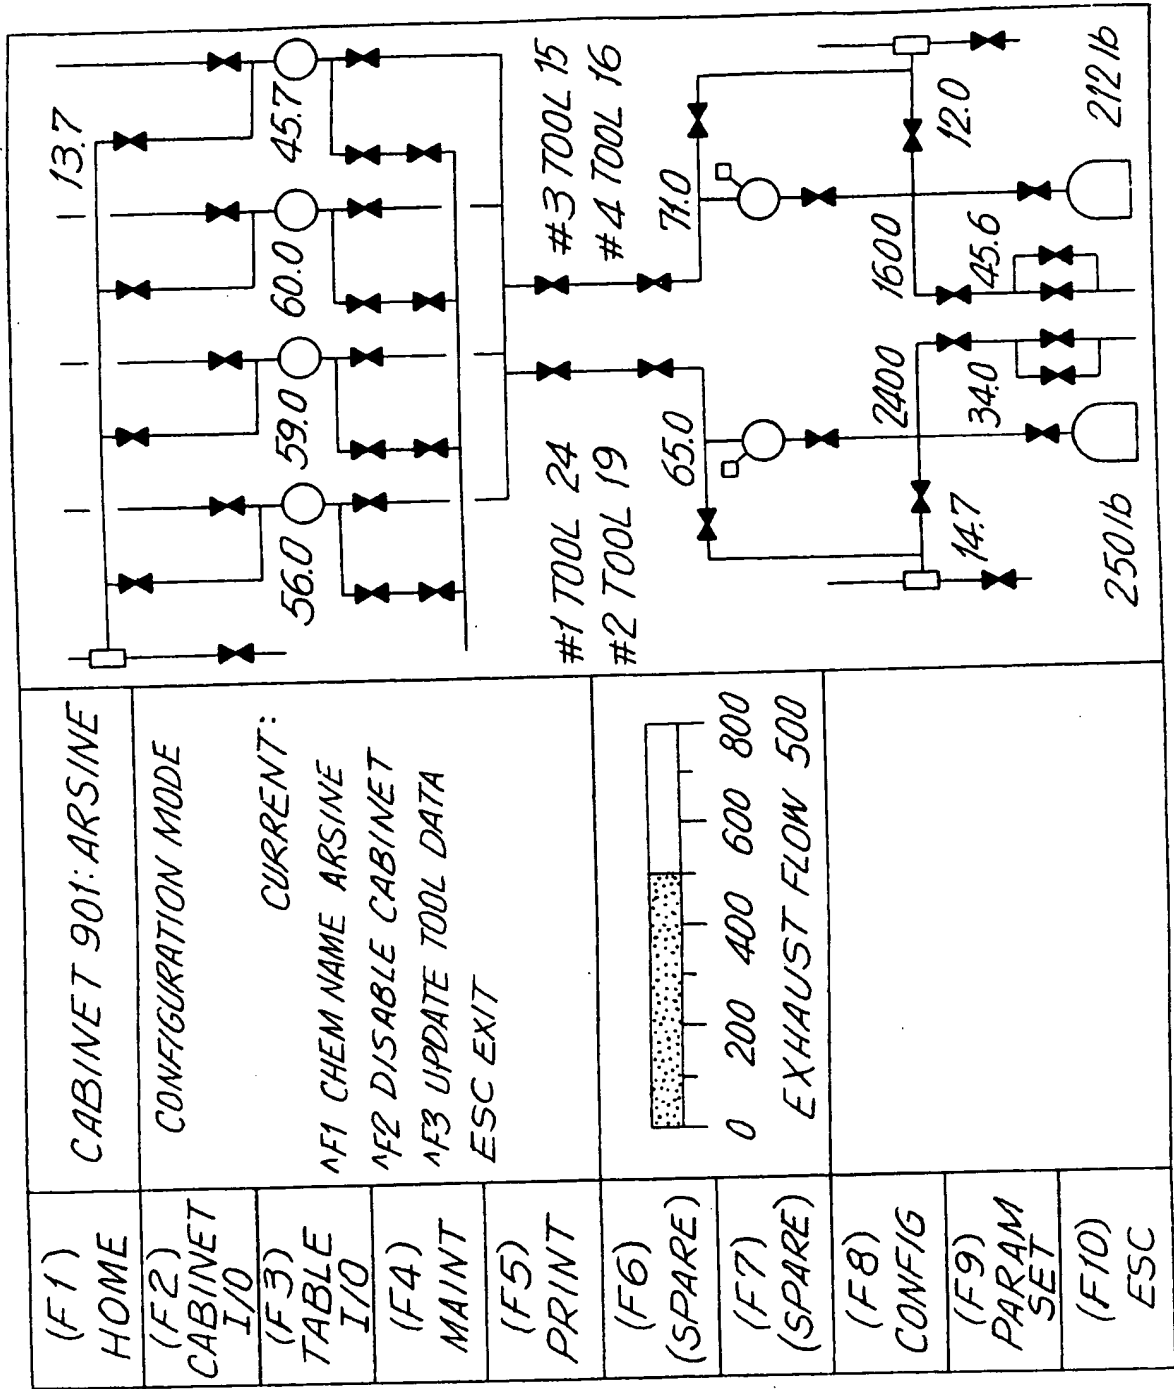 (F1)
HOME
(F2)
CABINET
I/O
(F3)
TABLE
I/O
(F4)
MAINT
(F5)
PRINT
(F6)
(SPARE)
(F7)
(SPARE)
(F8)
CONFIG
(F9)
PARAM
SET
(F10)
ESC
CABINET 901: ARSINE
CONFIGURATION MODE
CURRENT:
^F1 CHEM NAME ARSINE
^F2 DISABLE CABINET
^F3 UPDATE TOOL DATA
ESC EXIT
0 200 400 600 800
EXHAUST FLOW 500
13.7
56.0 59.0 60.0 45.7
#1 TOOL 24
#2 TOOL 19
#3 TOOL 15
#4 TOOL 16
65.0 71.0
2400 1600
14.7 34.0 45.6 12.0
250 lb 212 lb